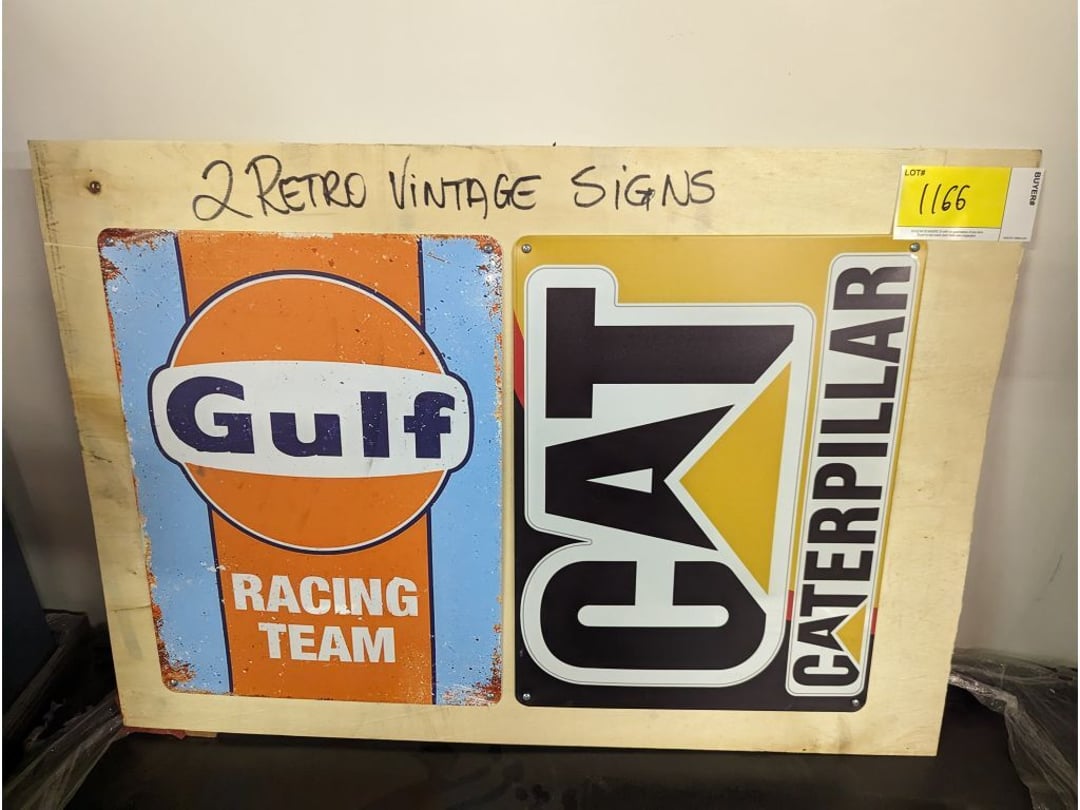 2 RETRO VINTAGE SIGNS
LOT#
1166
BUYER#
Gulf
RACING
TEAM
CAT
CATERPILLAR